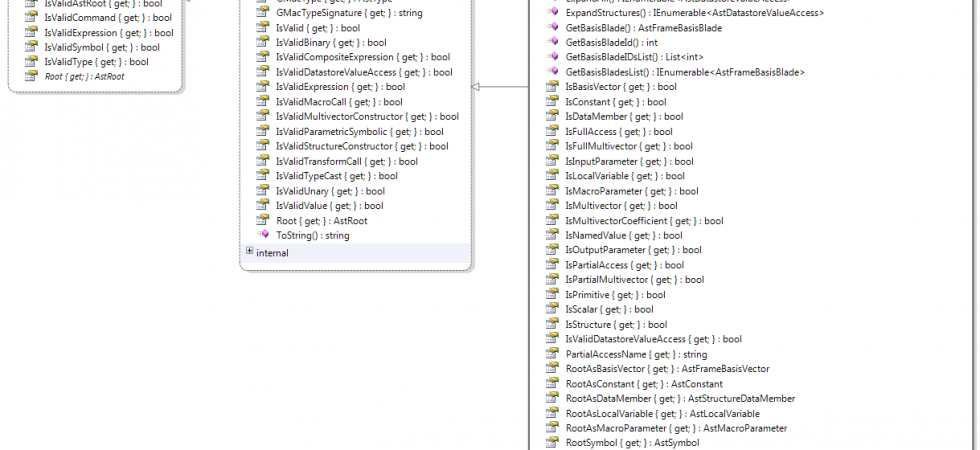 IsValidAstRoot { get; } : bool
IsValidCommand { get; } : bool
IsValidExpression { get; } : bool
IsValidSymbol { get; } : bool
IsValidType { get; } : bool
Root { get; } : AstRoot
GMacTypeSignature { get; } : string
IsValid { get; } : bool
IsValidBinary { get; } : bool
IsValidCompositeExpression { get; } : bool
IsValidDatastoreValueAccess { get; } : bool
IsValidExpression { get; } : bool
IsValidMacroCall { get; } : bool
IsValidMultivectorConstructor { get; } : bool
IsValidParametricSymbolic { get; } : bool
IsValidStructureConstructor { get; } : bool
IsValidTransformCall { get; } : bool
IsValidTypeCast { get; } : bool
IsValidUnary { get; } : bool
IsValidValue { get; } : bool
Root { get; } : AstRoot
ToString() : string
internal
ExpandStructures() : IEnumerable<AstDatastoreValueAccess>
GetBasisBlade() : AstFrameBasisBlade
GetBasisBladeId() : int
GetBasisBladeIDsList() : List<int>
GetBasisBladesList() : IEnumerable<AstFrameBasisBlade>
IsBasisVector { get; } : bool
IsConstant { get; } : bool
IsDataMember { get; } : bool
IsFullAccess { get; } : bool
IsFullMultivector { get; } : bool
IsInputParameter { get; } : bool
IsLocalVariable { get; } : bool
IsMacroParameter { get; } : bool
IsMultivector { get; } : bool
IsMultivectorCoefficient { get; } : bool
IsNamedValue { get; } : bool
IsOutputParameter { get; } : bool
IsPartialAccess { get; } : bool
IsPartialMultivector { get; } : bool
IsPrimitive { get; } : bool
IsScalar { get; } : bool
IsStructure { get; } : bool
IsValidDatastoreValueAccess { get; } : bool
PartialAccessName { get; } : string
RootAsBasisVector { get; } : AstFrameBasisVector
RootAsConstant { get; } : AstConstant
RootAsDataMember { get; } : AstStructureDataMember
RootAsLocalVariable { get; } : AstLocalVariable
RootAsMacroParameter { get; } : AstMacroParameter
RootSymbol { get; } : AstSymbol